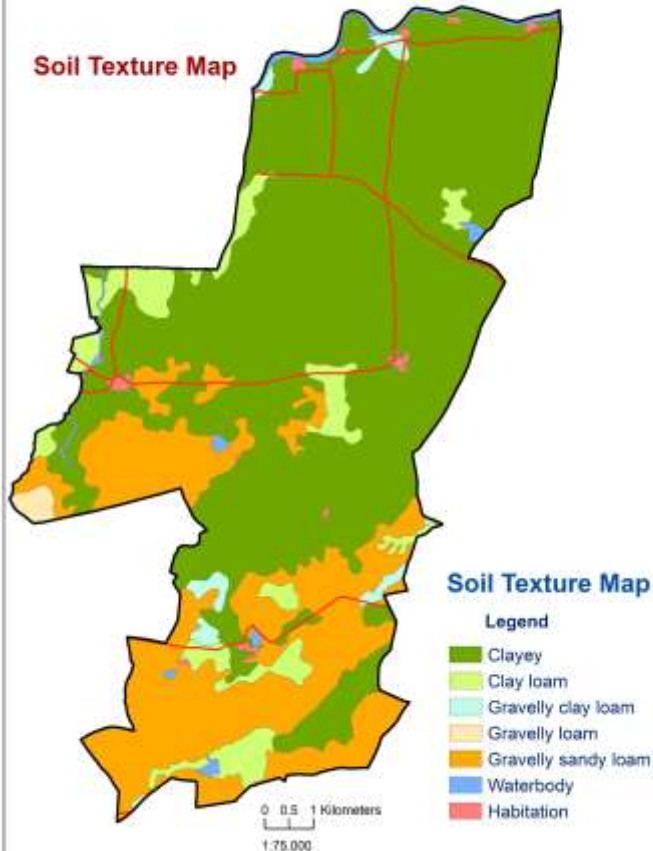 Soil Texture Map
Soil Texture Map
Legend
Clayey
Clay loam
Gravelly clay loam
Gravelly loam
Gravelly sandy loam
Waterbody
Habitation
0 0.5 1 Kilometers
1:75,000